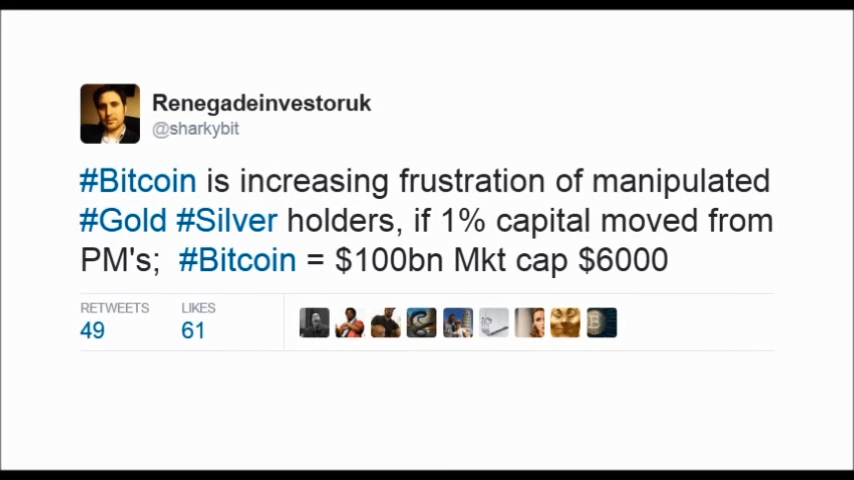 Renegadeinvestoruk
@sharkybit
#Bitcoin is increasing frustration of manipulated
#Gold #Silver holders, if 1% capital moved from
PM's; #Bitcoin = $100bn Mkt cap $6000
RETWEETS LIKES
49 61